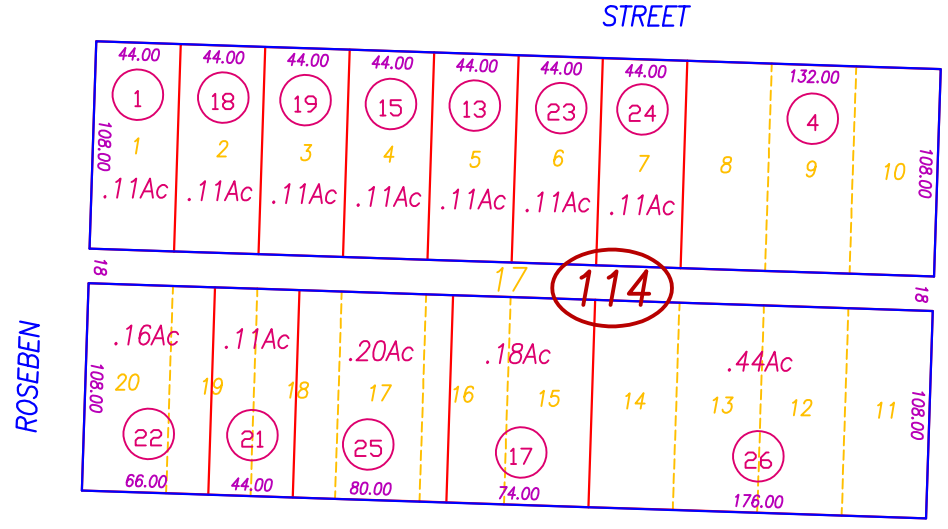 STREET
44.00 44.00 44.00 44.00 44.00 44.00 44.00 132.00
1 18 19 15 13 23 24 4
108.00 1 2 3 4 5 6 7 8 9 10 108.00
.11Ac .11Ac .11Ac .11Ac .11Ac .11Ac .11Ac
18 17 114 18
ROSEBEN
.16Ac .11Ac .20Ac .18Ac .44Ac
108.00 20 19 18 17 16 15 14 13 12 11 108.00
22 21 25 17 26
66.00 44.00 80.00 74.00 176.00